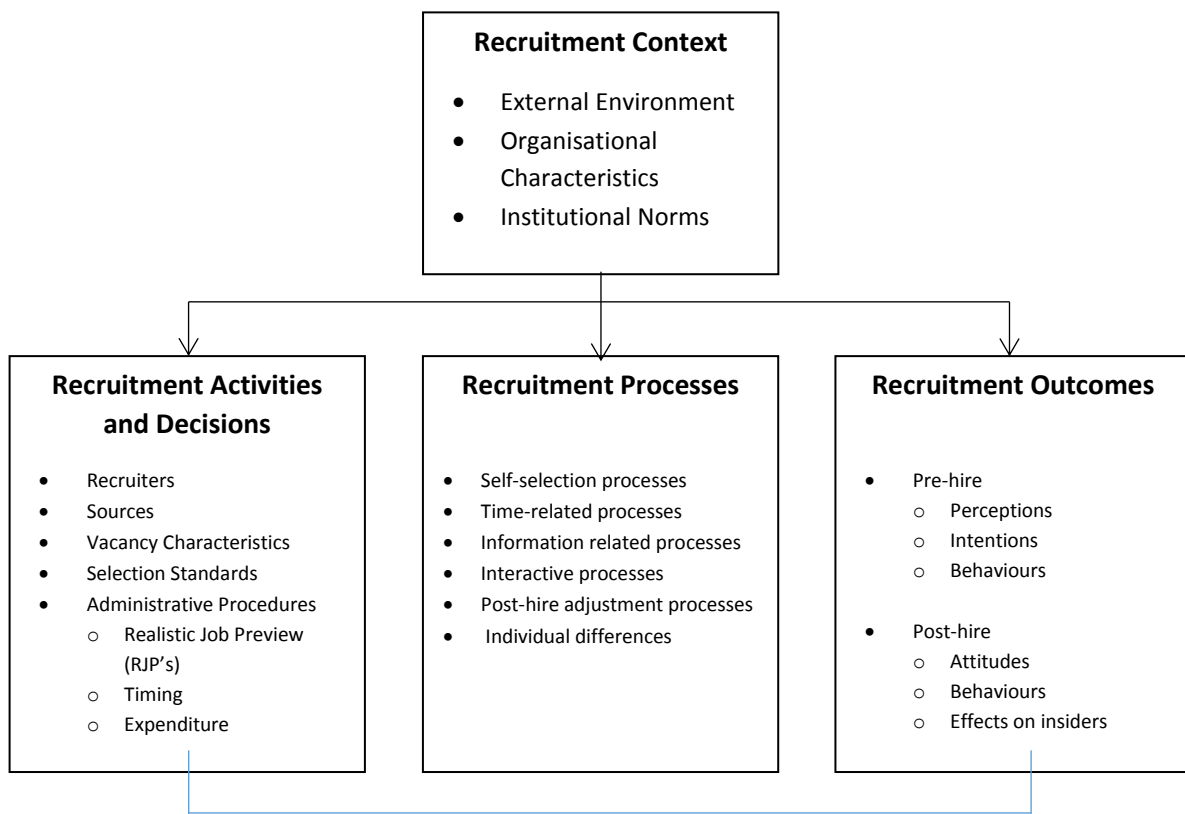 Recruitment Context
• External Environment
• Organisational
Characteristics
• Institutional Norms
Recruitment Activities
and Decisions
• Recruiters
• Sources
• Vacancy Characteristics
• Selection Standards
• Administrative Procedures
o Realistic Job Preview
(RJP's)
o Timing
o Expenditure
Recruitment Processes
• Self-selection processes
• Time-related processes
• Information related processes
• Interactive processes
• Post-hire adjustment processes
• Individual differences
Recruitment Outcomes
• Pre-hire
o Perceptions
o Intentions
o Behaviours
• Post-hire
o Attitudes
o Behaviours
o Effects on insiders